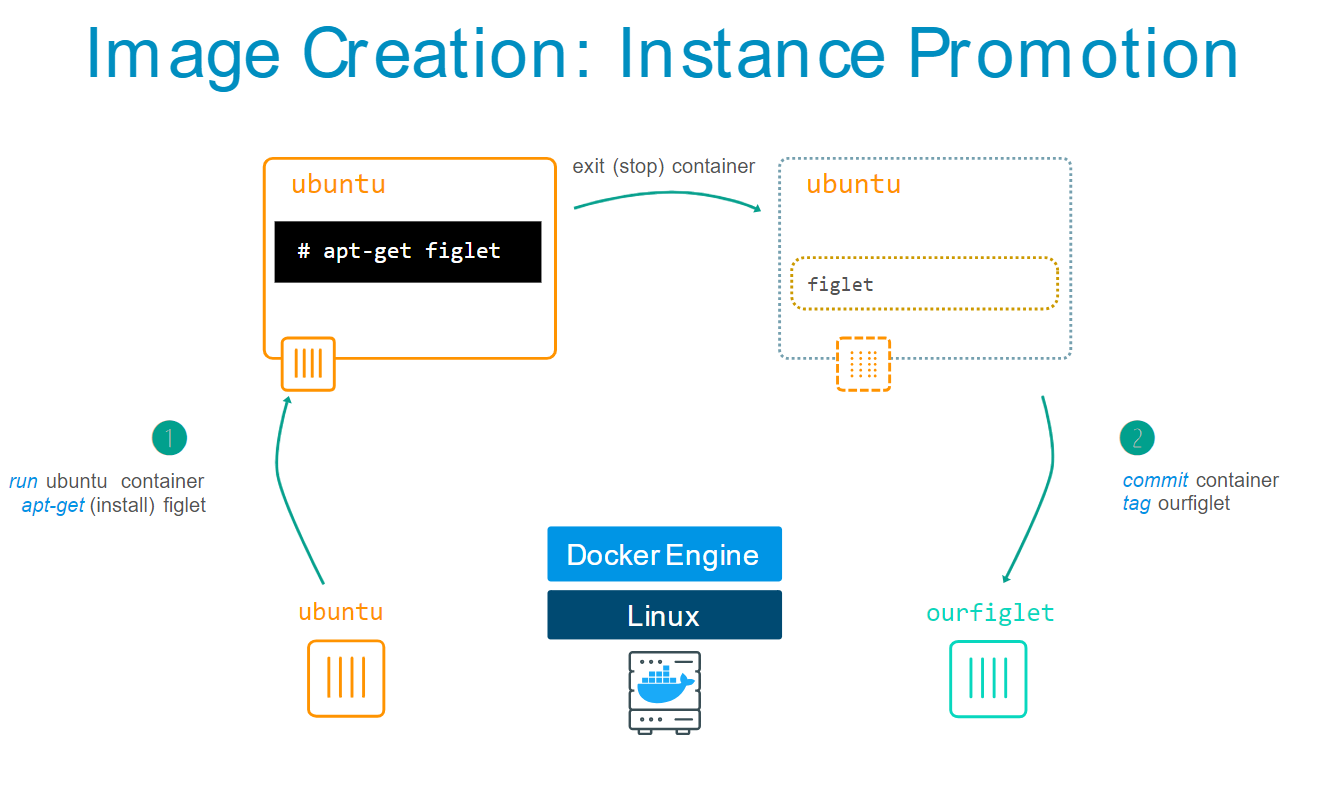 Image Creation: Instance Promotion
ubuntu
# apt-get figlet
exit (stop) container
ubuntu
figlet
1
run ubuntu container
apt-get (install) figlet
2
commit container
tag ourfiglet
Docker Engine
Linux
ubuntu
ourfiglet